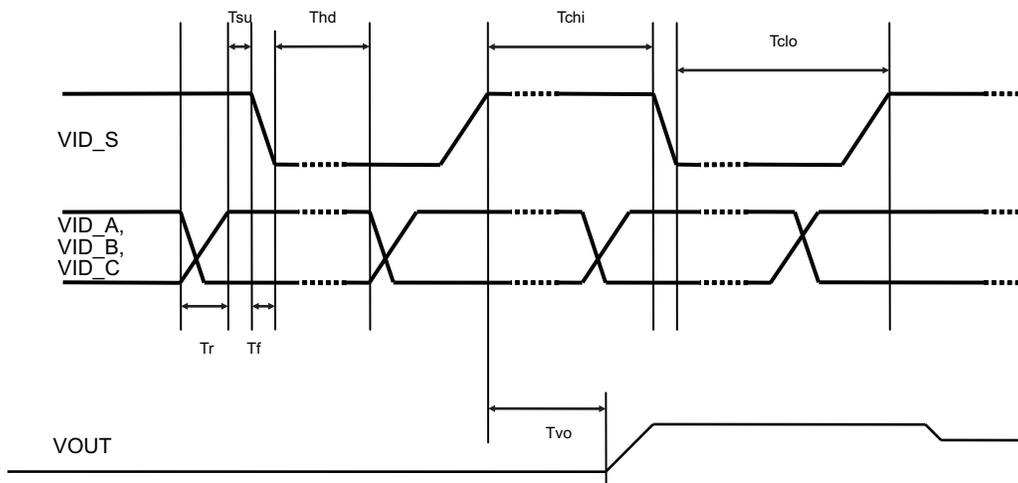 Tsu
Thd
Tchi
Tclo
VID_S
VID_A,
VID_B,
VID_C
Tr
Tf
Tvo
VOUT